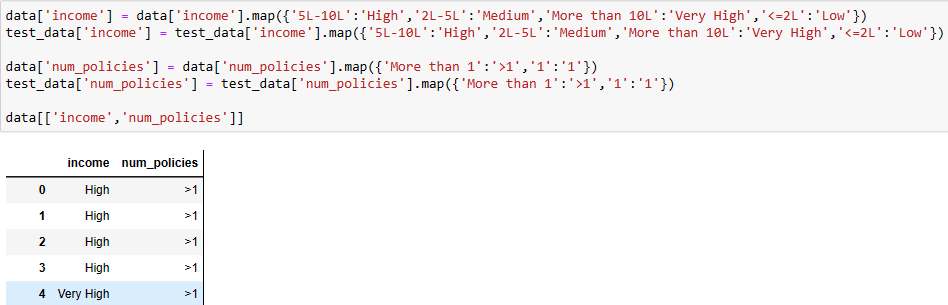 data['income'] = data['income'].map({'5L-10L':'High','2L-5L':'Medium','More than 10L':'Very High','<=2L':'Low'})
test_data['income'] = test_data['income'].map({'5L-10L':'High','2L-5L':'Medium','More than 10L':'Very High','<=2L':'Low'})
data['num_policies'] = data['num_policies'].map({'More than 1':'>1','1':'1'})
test_data['num_policies'] = test_data['num_policies'].map({'More than 1':'>1','1':'1'})
data[['income','num_policies']]
income num_policies
0 High >1
1 High >1
2 High >1
3 High >1
4 Very High >1